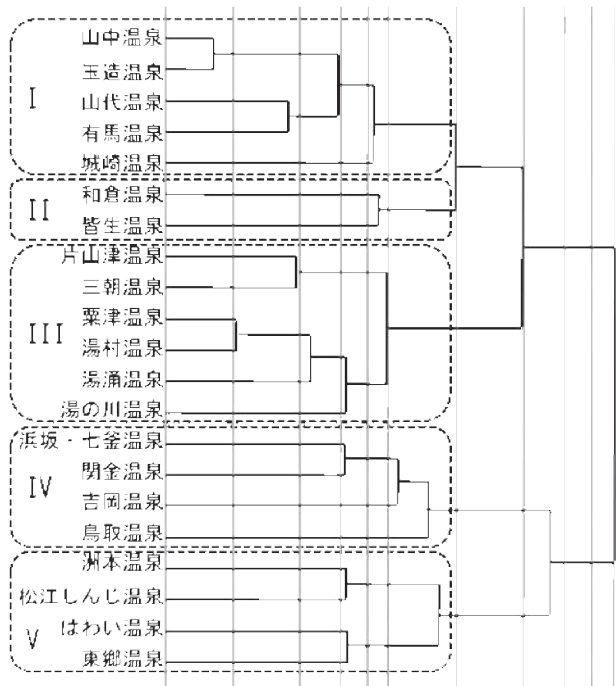 山中温泉
玉造温泉
I
山代温泉
有馬温泉
城崎温泉
和倉温泉
II
皆生温泉
片山津温泉
三朝温泉
粟津温泉
III
湯村温泉
湯涌温泉
湯の川温泉
浜坂・七釜温泉
関金温泉
IV
吉岡温泉
鳥取温泉
洲本温泉
松江しんじ温泉
V
はわい温泉
東郷温泉